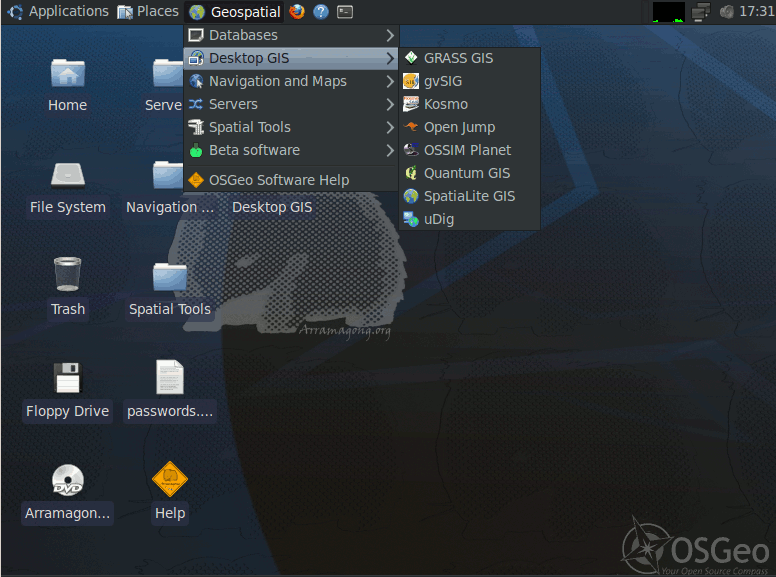 Applications Places Geospatial 17:31
Databases
Desktop GIS
Navigation and Maps
Servers
Spatial Tools
Beta software
OSGeo Software Help
GRASS GIS
gvSIG
Kosmo
Open Jump
OSSIM Planet
Quantum GIS
SpatiaLite GIS
uDig
Home Serve
File System Navigation ... Desktop GIS
Trash Spatial Tools
Arramagong.org
Floppy Drive passwords....
DVD
Arramagon... Help
OSGeo
Your Open Source Compass